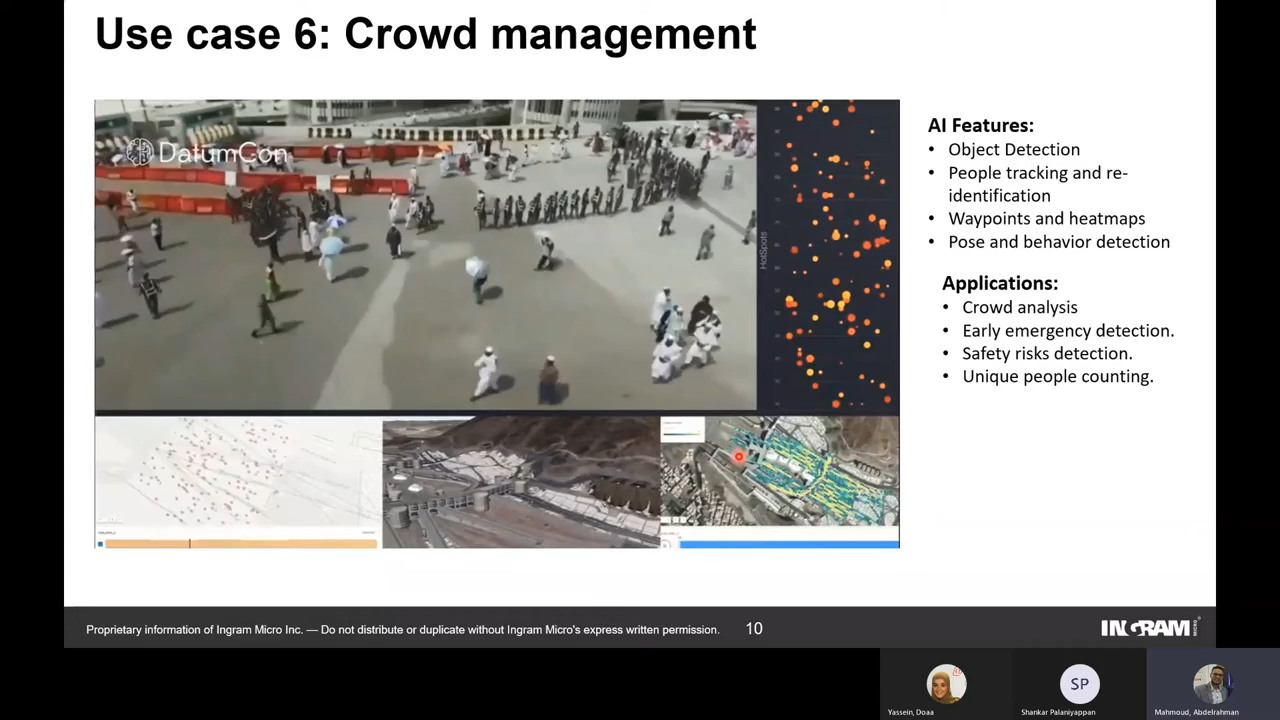 Use case 6: Crowd management
DatumCon
HotSpots
AI Features:
• Object Detection
• People tracking and re-
identification
• Waypoints and heatmaps
• Pose and behavior detection
Applications:
• Crowd analysis
• Early emergency detection.
• Safety risks detection.
• Unique people counting.
Proprietary information of Ingram Micro Inc. — Do not distribute or duplicate without Ingram Micro's express written permission.
10
INGRAM MICRO
Yassein, Doaa
SP
Shankar Palaniyappan
Mahmoud, Abdelrahman